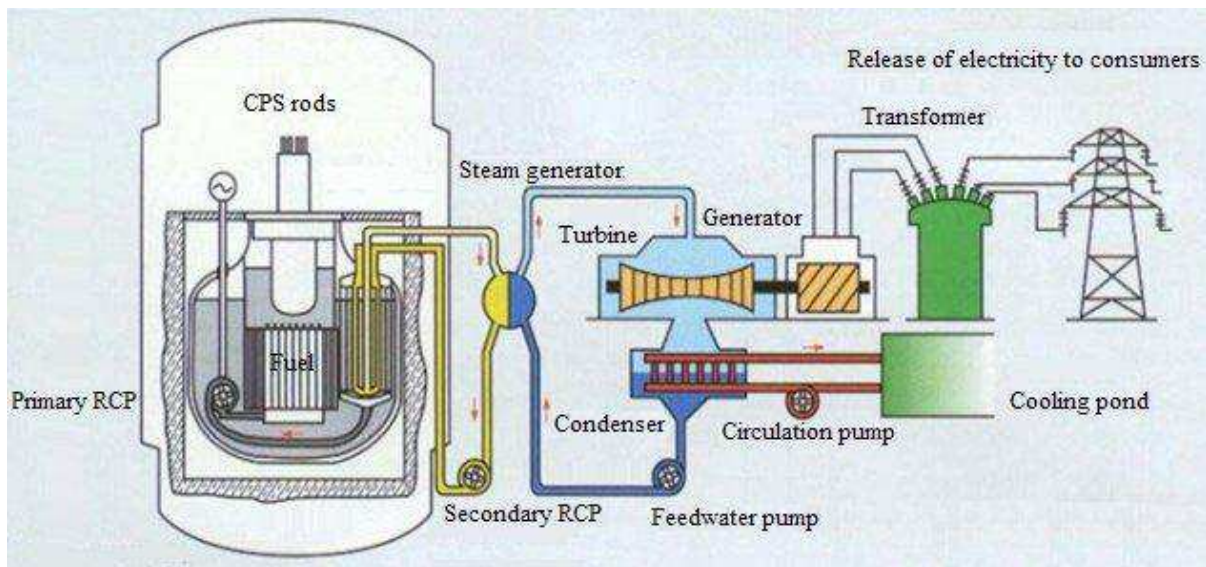 Release of electricity to consumers
CPS rods
Transformer
Steam generator
Generator
Turbine
Fuel
Primary RCP
Cooling pond
Condenser
Circulation pump
Secondary RCP
Feedwater pump